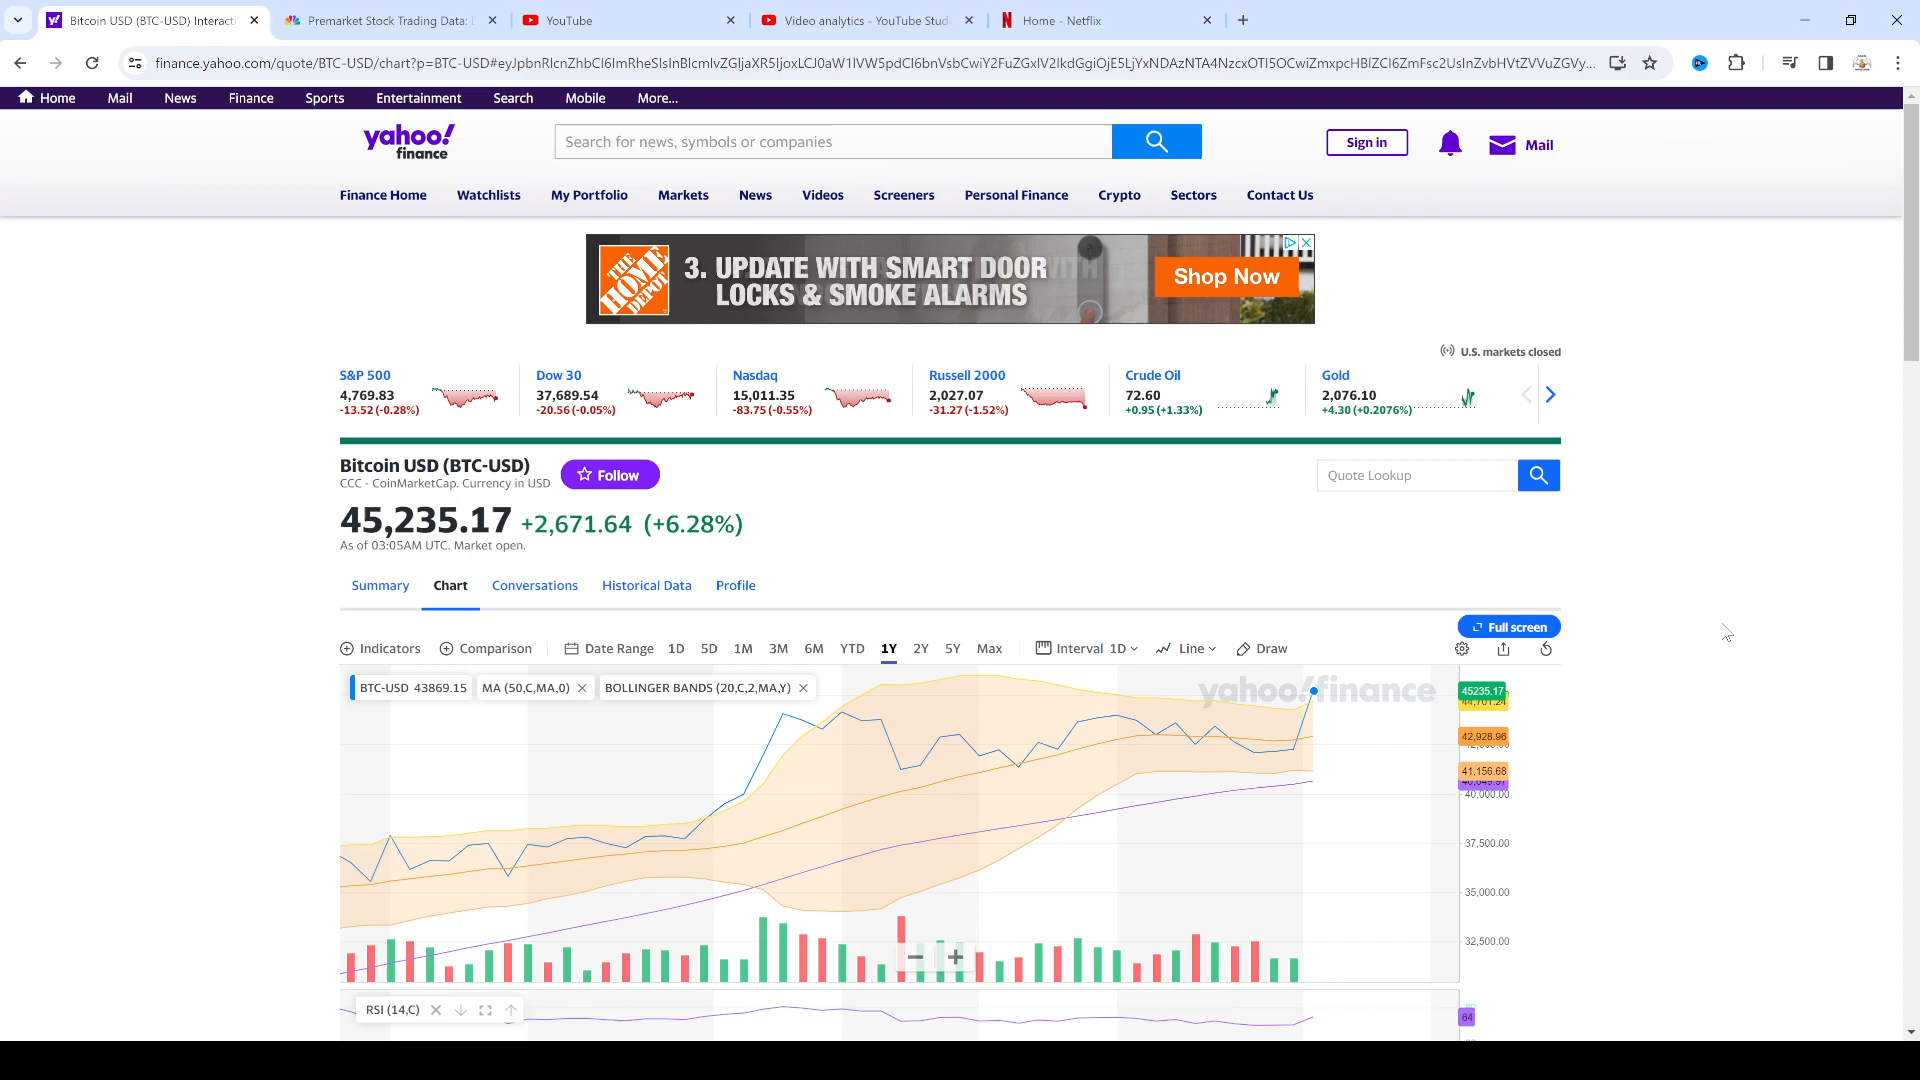 Bitcoin USD (BTC-USD) Interacti
Premarket Stock Trading Data:
YouTube
Video analytics - YouTube Stud
Home - Netflix
Home Mail News Finance Sports Entertainment Search Mobile More...
yahoo!
finance
Search for news, symbols or companies
Sign in
Mail
Finance Home Watchlists My Portfolio Markets News Videos Screeners Personal Finance Crypto Sectors Contact Us
THE HOME DEPOT
3. UPDATE WITH SMART DOOR
LOCKS & SMOKE ALARMS
Shop Now
U.S. markets closed
S&P 500 Dow 30 Nasdaq Russell 2000 Crude Oil Gold
4,769.83 37,689.54 15,011.35 2,027.07 72.60 2,076.10
-13.52 (-0.28%) -20.56 (-0.05%) -83.75 (-0.55%) -31.27 (-1.52%) +0.95 (+1.33%) +4.30 (+0.2076%)
Bitcoin USD (BTC-USD)
CCC - CoinMarketCap. Currency in USD
Follow
Quote Lookup
45,235.17 +2,671.64 (+6.28%)
As of 03:05AM UTC. Market open.
Summary Chart Conversations Historical Data Profile
Full screen
Indicators Comparison Date Range 1D 5D 1M 3M 6M YTD 1Y 2Y 5Y Max Interval 1D Line Draw
BTC-USD 43869.15 MA (50,C,MA,0) BOLLINGER BANDS (20,C,2,MA,Y)
yahoo!finance
45235.17
44,701.24
42,928.96
41,156.68
40,000.00
37,500.00
35,000.00
32,500.00
RSI (14,C)
64